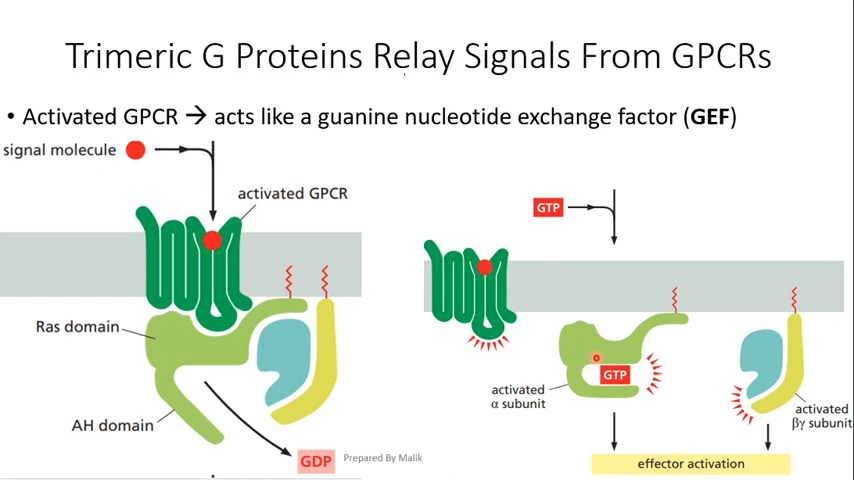 Trimeric G Proteins Relay Signals From GPCRs
• Activated GPCR → acts like a guanine nucleotide exchange factor (GEF)
signal molecule
activated GPCR
Ras domain
AH domain
GDP
Prepared By Malik
GTP
GTP
activated
α subunit
activated
βγ subunit
effector activation